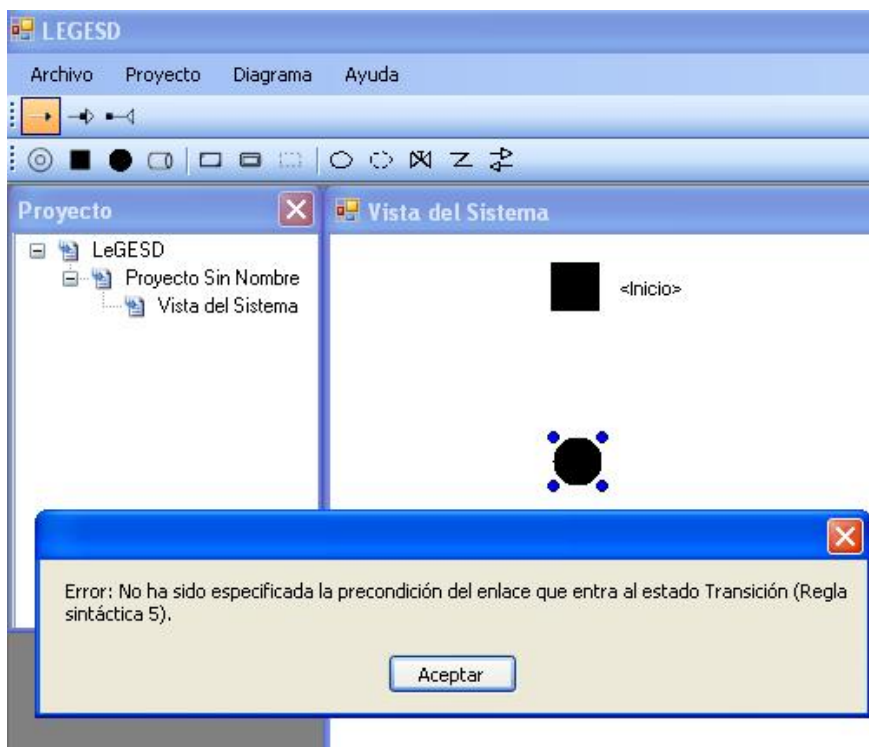 LEGESD
Archivo Proyecto Diagrama Ayuda
Proyecto
LeGESD
Proyecto Sin Nombre
Vista del Sistema
Vista del Sistema
<Inicio>
Error: No ha sido especificada la precondición del enlace que entra al estado Transición (Regla
sintáctica 5).
Aceptar